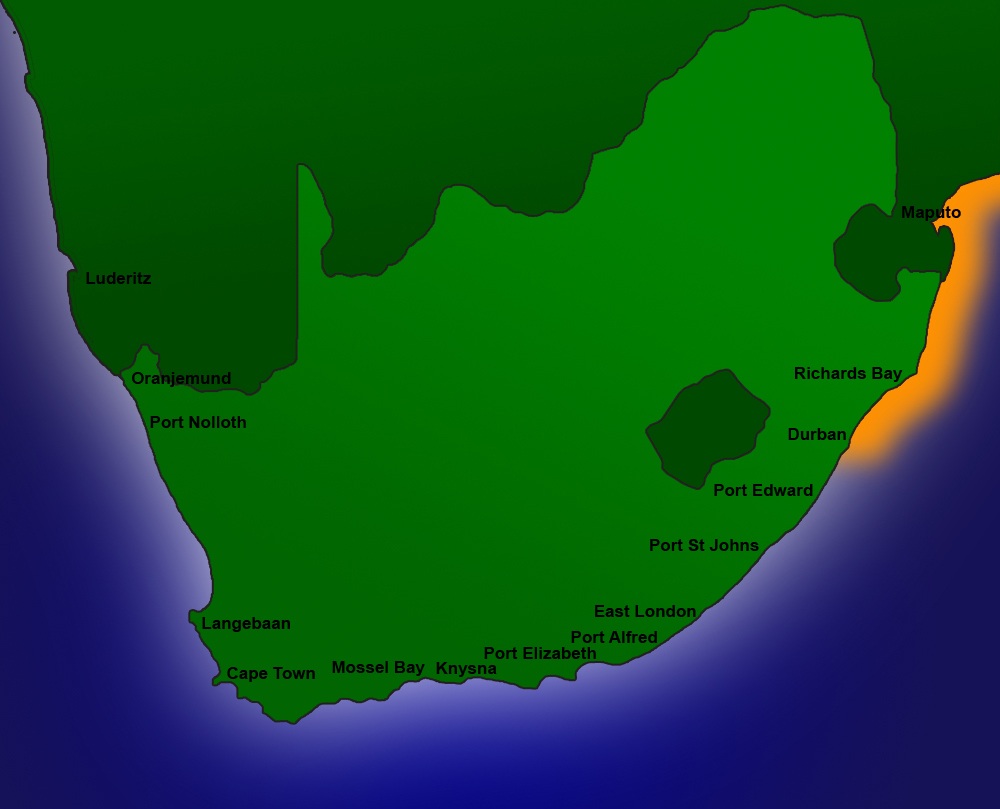 Maputo
Luderitz
Richards Bay
Oranjemund
Port Nolloth
Durban
Port Edward
Port St Johns
East London
Langebaan
Port Alfred
Port Elizabeth
Mossel Bay
Knysna
Cape Town